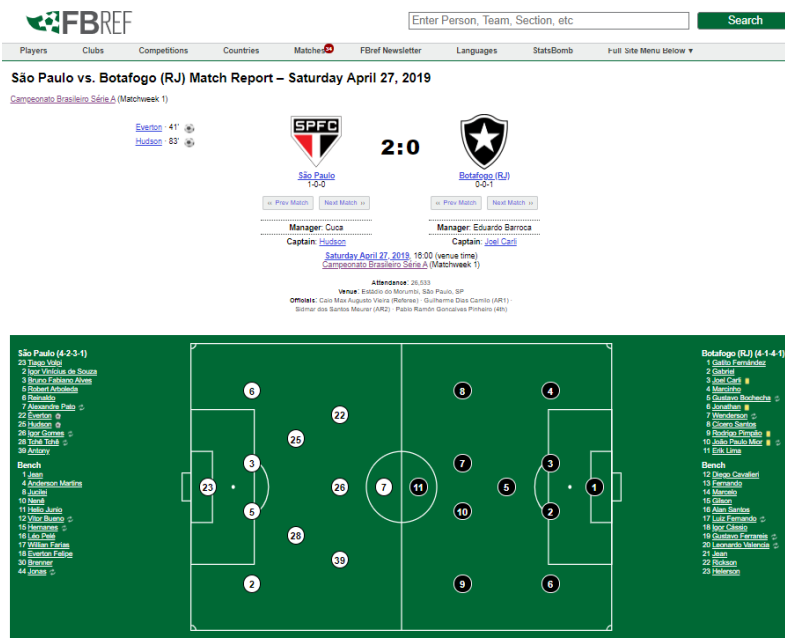 FBREF
Enter Person, Team, Section, etc
Search
Players Clubs Competitions Countries Matches 34 FBref Newsletter Languages StatsBomb Full Site Menu Below ▼
São Paulo vs. Botafogo (RJ) Match Report – Saturday April 27, 2019
Campeonato Brasileiro Série A (Matchweek 1)
Everton · 41'
Hudson · 83'
SPFC
2:0
São Paulo
1-0-0
Botafogo (RJ)
0-0-1
« Prev Match Next Match » « Prev Match Next Match »
Manager: Cuca
Manager: Eduardo Barroca
Captain: Hudson
Captain: Joel Carli
Saturday April 27, 2019, 16:00 (venue time)
Campeonato Brasileiro Série A (Matchweek 1)
Attendance: 26,533
Venue: Estádio do Morumbi, São Paulo, SP
Officials: Caio Max Augusto Vieira (Referee) · Guilherme Dias Camilo (AR1) ·
Sidmar dos Santos Meurer (AR2) · Pablo Ramón Goncalves Pinheiro (4th)
São Paulo (4-2-3-1)
23 Tiago Volpi
2 Igor Vinícius de Souza
3 Bruno Fabiano Alves
5 Robert Arboleda
6 Reinaldo
7 Alexandre Pato
22 Everton
25 Hudson
26 Igor Gomes
28 Tchê Tchê
39 Antony
Bench
1 Jean
4 Anderson Martins
8 Jucilei
10 Nenê
11 Helio Junio
12 Vitor Bueno
15 Hernanes
16 Léo Pelé
17 Willian Farias
18 Everton Felipe
30 Brenner
44 Jonas
6
22
25
3
23
26
7
5
28
39
2
8
4
7
3
11
5
1
10
2
9
6
Botafogo (RJ) (4-1-4-1)
1 Gatito Fernández
2 Gabriel
3 Joel Carli
4 Marcinho
5 Gustavo Bochecha
6 Jonathan
7 Wenderson
8 Cícero Santos
9 Rodrigo Pimpão
10 João Paulo Mior
11 Erik Lima
Bench
12 Diego Cavalieri
13 Fernando
14 Marcelo
15 Gilson
16 Alan Santos
17 Luiz Fernando
18 Igor Cássio
19 Gustavo Ferrareis
20 Leonardo Valencia
21 Jean
22 Rickson
23 Helerson